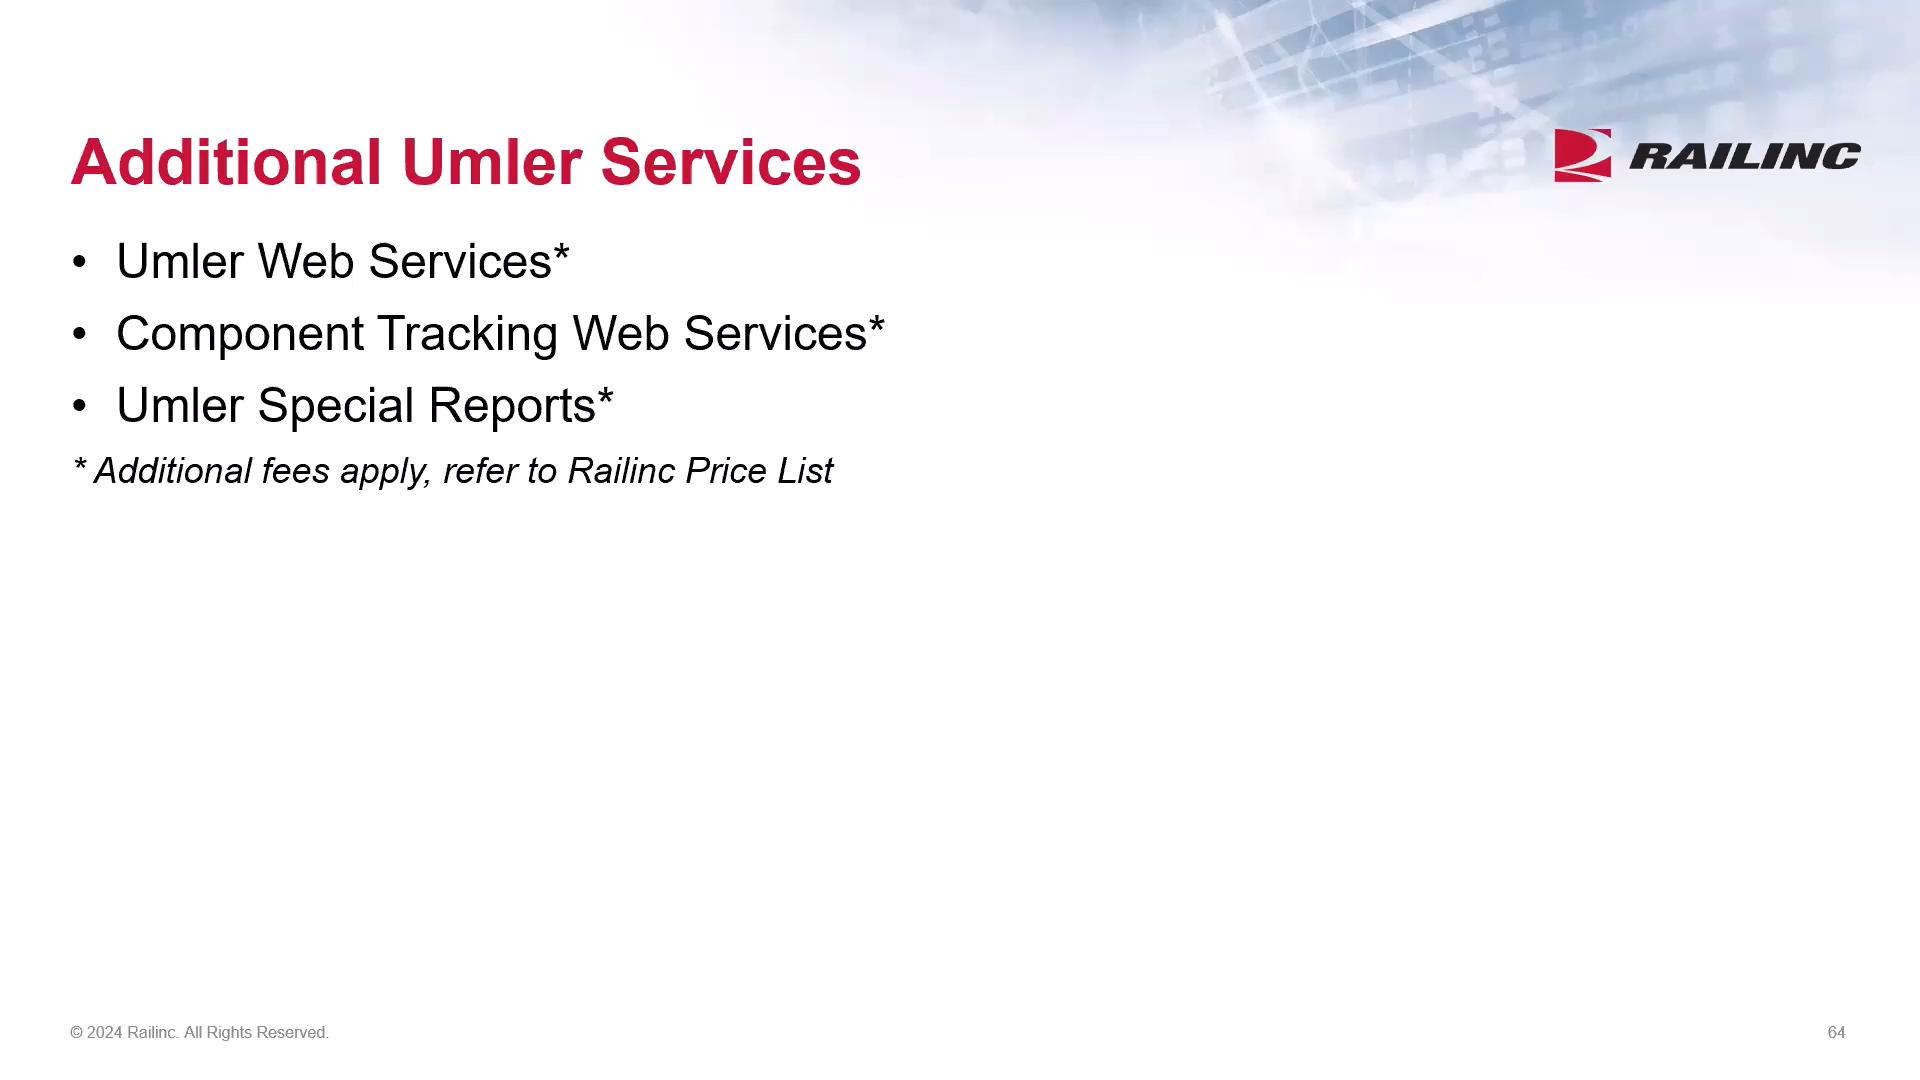 Additional Umler Services
RAILINC
• Umler Web Services*
• Component Tracking Web Services*
• Umler Special Reports*
* Additional fees apply, refer to Railinc Price List
© 2024 Railinc. All Rights Reserved.
64